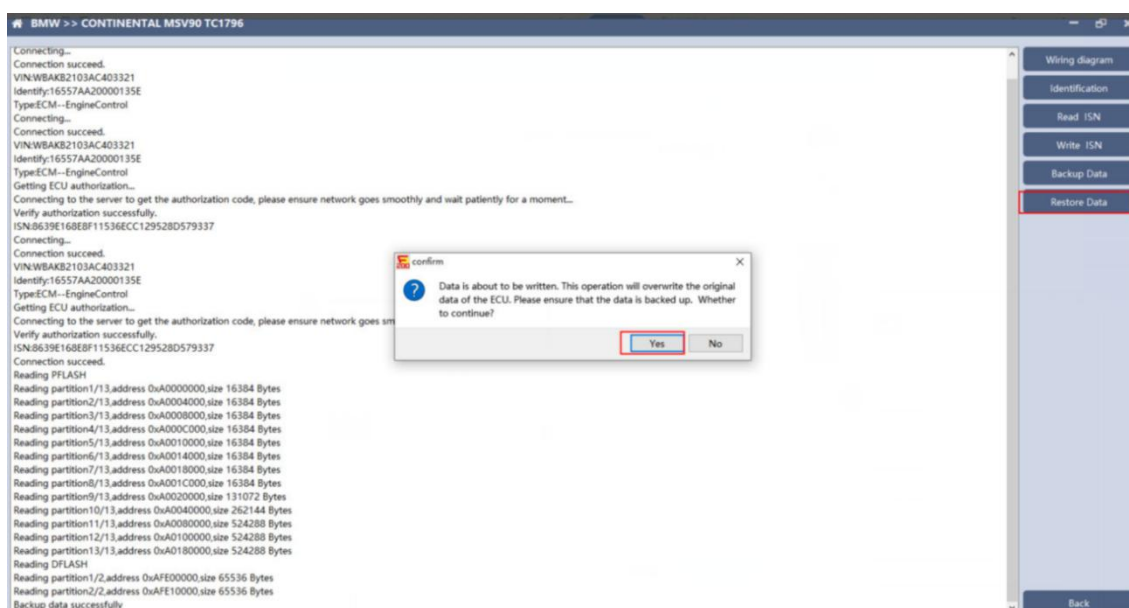 BMW >> CONTINENTAL MSV90 TC1796
Connecting...
Connection succeed.
VIN:WBAKB2103AC403321
Identify:16557AA20000135E
Type:ECM--EngineControl
Connecting...
Connection succeed.
VIN:WBAKB2103AC403321
Identify:16557AA20000135E
Type:ECM--EngineControl
Getting ECU authorization...
Connecting to the server to get the authorization code, please ensure network goes smoothly and wait patiently for a moment...
Verify authorization successfully.
ISN:8639E168E8F11536ECC129528D579337
Connecting...
Connection succeed.
VIN:WBAKB2103AC403321
Identify:16557AA20000135E
Type:ECM--EngineControl
Getting ECU authorization...
Connecting to the server to get the authorization code, please ensure network goes sm
Verify authorization successfully.
ISN:8639E168E8F11536ECC129528D579337
Connection succeed.
Reading PFLASH
Reading partition1/13,address 0xA0000000,size 16384 Bytes
Reading partition2/13,address 0xA0004000,size 16384 Bytes
Reading partition3/13,address 0xA0008000,size 16384 Bytes
Reading partition4/13,address 0xA000C000,size 16384 Bytes
Reading partition5/13,address 0xA0010000,size 16384 Bytes
Reading partition6/13,address 0xA0014000,size 16384 Bytes
Reading partition7/13,address 0xA0018000,size 16384 Bytes
Reading partition8/13,address 0xA001C000,size 16384 Bytes
Reading partition9/13,address 0xA0020000,size 131072 Bytes
Reading partition10/13,address 0xA0040000,size 262144 Bytes
Reading partition11/13,address 0xA0080000,size 524288 Bytes
Reading partition12/13,address 0xA0100000,size 524288 Bytes
Reading partition13/13,address 0xA0180000,size 524288 Bytes
Reading DFLASH
Reading partition1/2,address 0xAFE00000,size 65536 Bytes
Reading partition2/2,address 0xAFE10000,size 65536 Bytes
Backup data successfully
confirm
Data is about to be written. This operation will overwrite the original
data of the ECU. Please ensure that the data is backed up. Whether
to continue?
Yes
No
Wiring diagram
Identification
Read ISN
Write ISN
Backup Data
Restore Data
Back